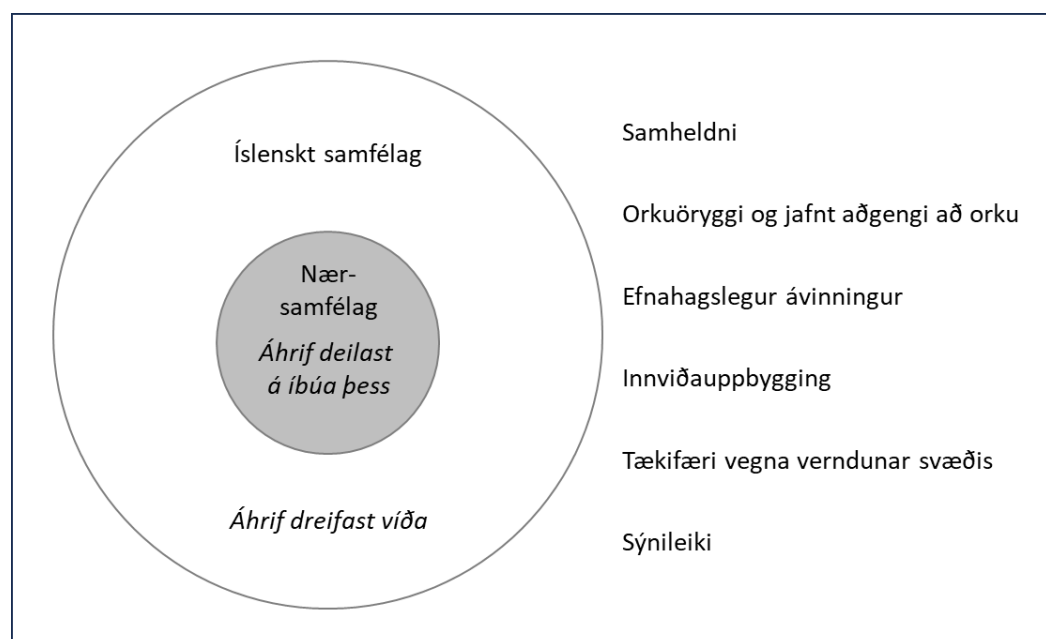 Íslenskt samfélag
Nær-
samfélag
Áhrif deilast
á íbúa þess
Áhrif dreifast víða
Samheldni
Orkuöryggi og jafnt aðgengi að orku
Efnahagslegur ávinningur
Innviðauppbygging
Tækifæri vegna verndunar svæðis
Sýnileiki